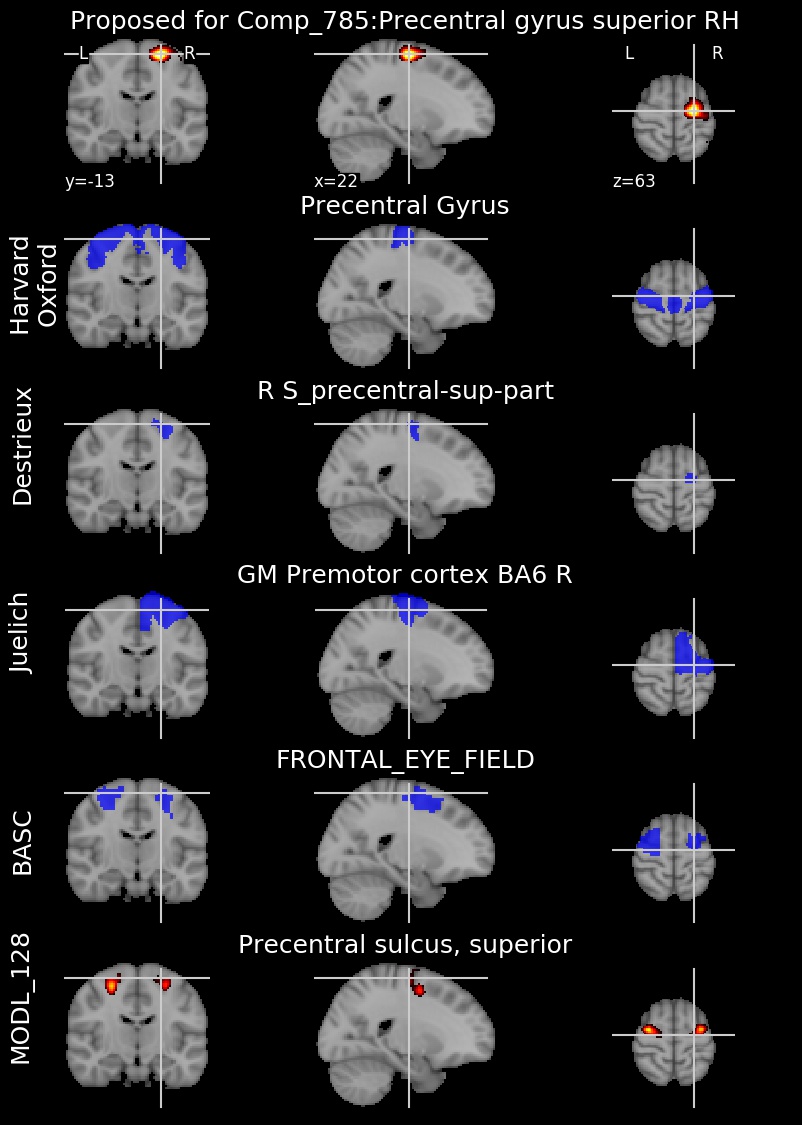 Proposed for Comp_785:Precentral gyrus superior RH
L R L R
y=-13 x=22 z=63
Precentral Gyrus
Harvard
Oxford
R S_precentral-sup-part
Destrieux
GM Premotor cortex BA6 R
Juelich
FRONTAL_EYE_FIELD
BASC
Precentral sulcus, superior
MODL_128